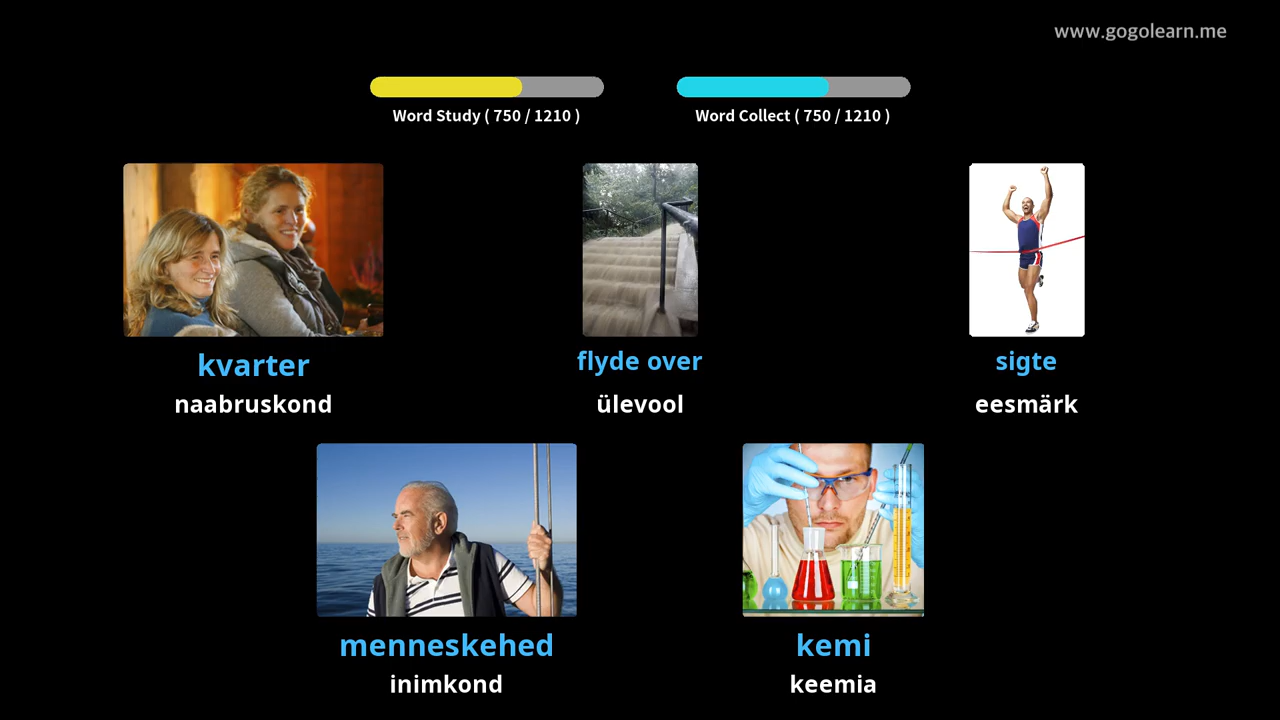 www.gogolearn.me
Word Study ( 750 / 1210 )
Word Collect ( 750 / 1210 )
kvarter
naabruskond
flyde over
ülevool
sigte
eesmärk
menneskehed
inimkond
kemi
keemia